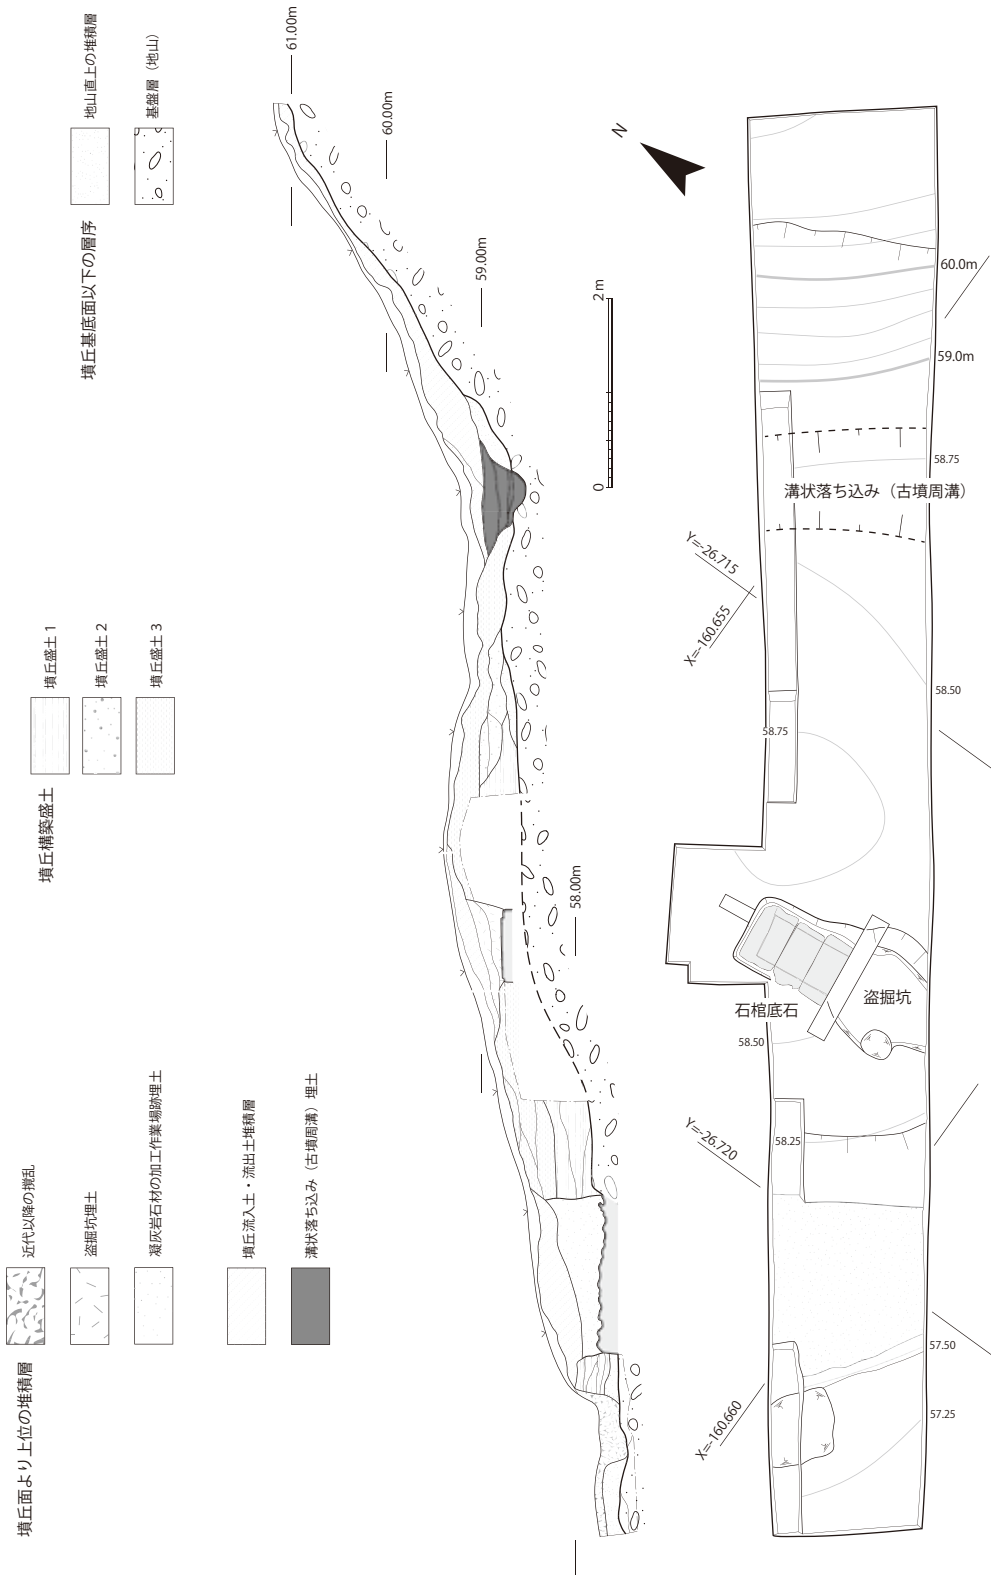 墳丘面より上位の堆積層
近代以降の撹乱
盗掘坑埋土
凝灰岩石材の加工作業場跡埋土
墳丘流入土・流出土堆積層
溝状落ち込み（古墳周溝）埋土
墳丘構築盛土
墳丘盛土 1
墳丘盛土 2
墳丘盛土 3
墳丘基底面以下の層序
地山直上の堆積層
基盤層（地山）
61.00m
60.00m
59.00m
58.00m
0
2 m
N
60.0m
59.0m
58.75
溝状落ち込み（古墳周溝）
Y=-26.715
X=-160.655
58.50
58.75
石棺底石
盗掘坑
58.50
Y=-26.720
58.25
57.50
X=-160.660
57.25